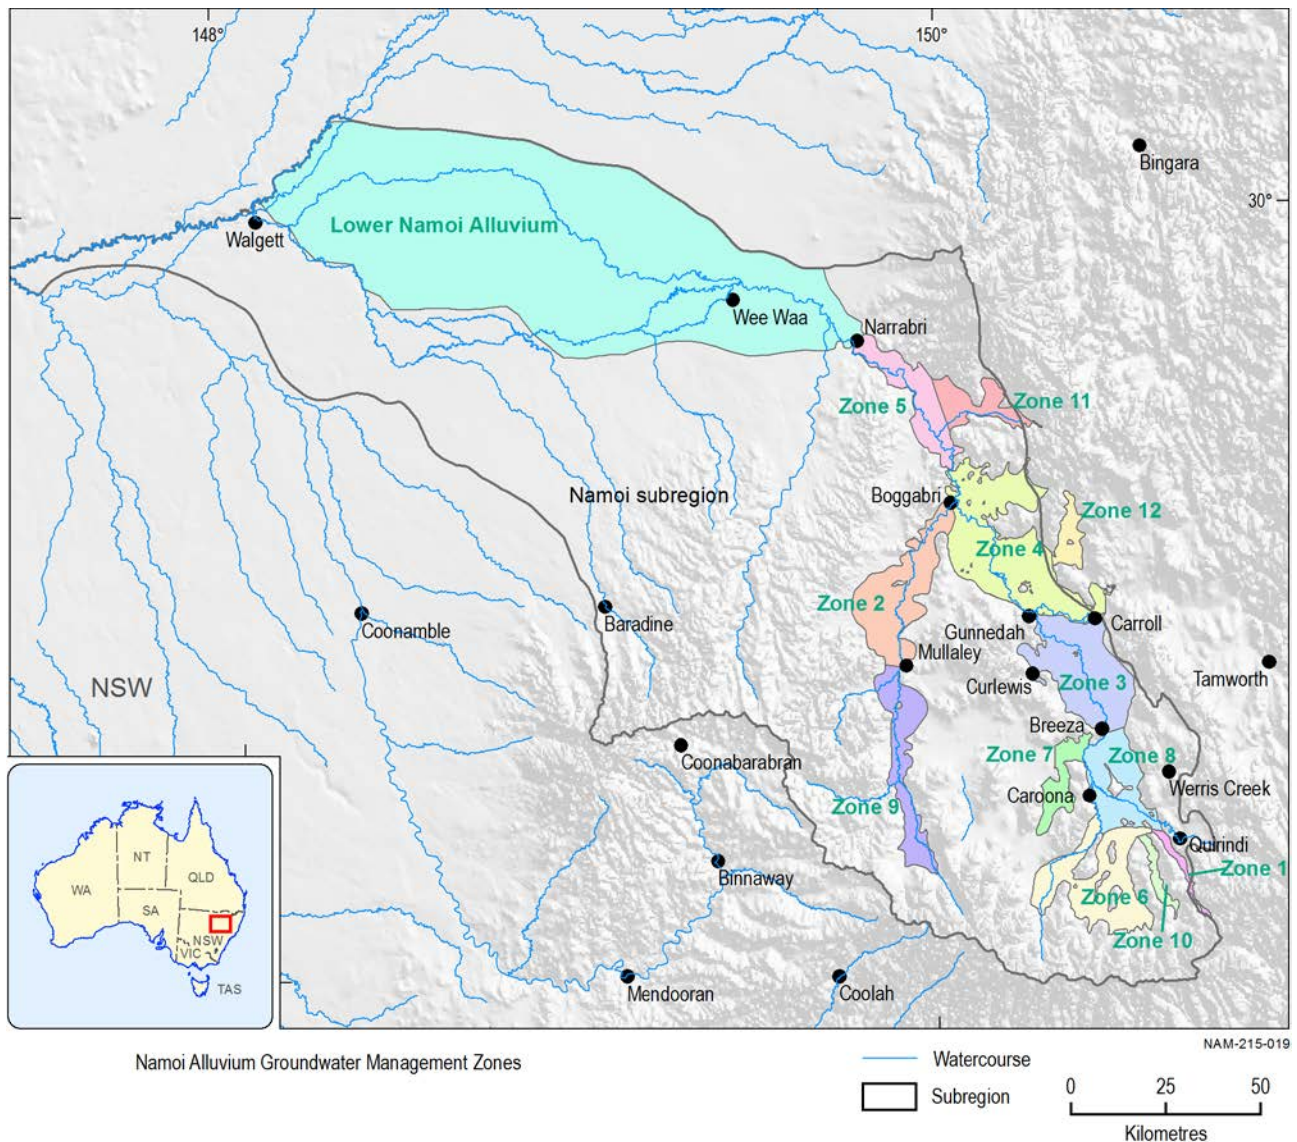 148°
150°
Bingara
30°
Lower Namoi Alluvium
Walgett
Wee Waa
Narrabri
Zone 5
Zone 11
Namoi subregion
Boggabri
Zone 12
Zone 4
Zone 2
Baradine
Coonamble
Gunnedah
Carroll
Mullaley
Tamworth
NSW
Curlewis
Zone 3
Breeza
Zone 7
Zone 8
Coonabarabran
Werris Creek
Caroona
Zone 9
Quirindi
Zone 1
Binnaway
Zone 6
Zone 10
Mendooran
Coolah
NT
QLD
WA
SA
NSW
VIC
TAS
NAM-215-019
Namoi Alluvium Groundwater Management Zones
Watercourse
Subregion
0 25 50
Kilometres